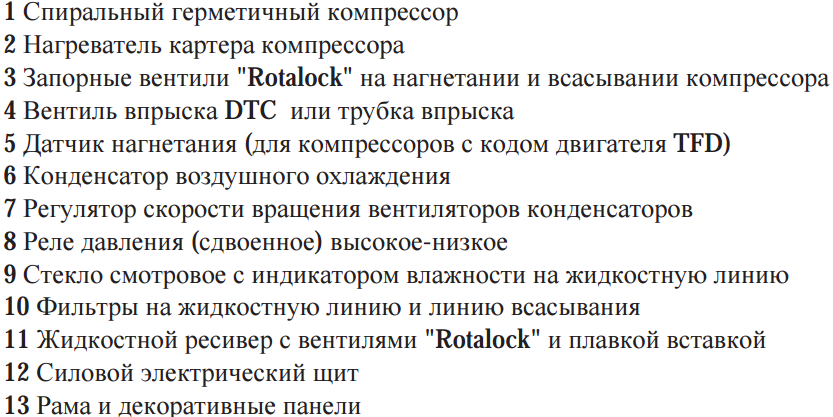 1 Спиральный герметичный компрессор
2 Нагреватель картера компрессора
3 Запорные вентили "Rotalock" на нагнетании и всасывании компрессора
4 Вентиль впрыска DTC или трубка впрыска
5 Датчик нагнетания (для компрессоров с кодом двигателя TFD)
6 Конденсатор воздушного охлаждения
7 Регулятор скорости вращения вентиляторов конденсаторов
8 Реле давления (сдвоенное) высокое-низкое
9 Стекло смотровое с индикатором влажности на жидкостную линию
10 Фильтры на жидкостную линию и линию всасывания
11 Жидкостной ресивер с вентилями "Rotalock" и плавкой вставкой
12 Силовой электрический щит
13 Рама и декоративные панели